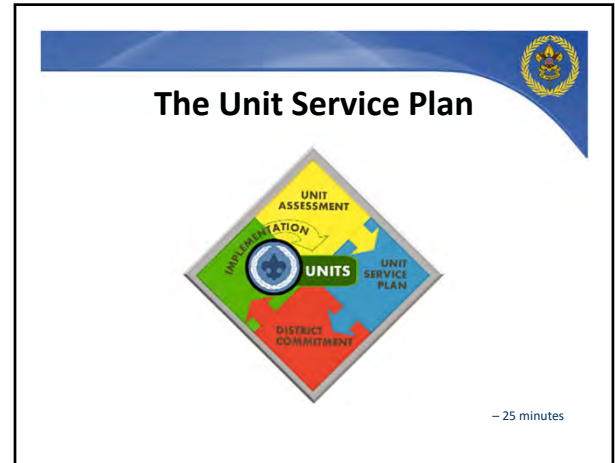 The Unit Service Plan
UNIT
ASSESSMENT
IMPLEMENTATION
UNITS
UNIT
SERVICE
PLAN
DISTRICT
COMMITMENT
– 25 minutes